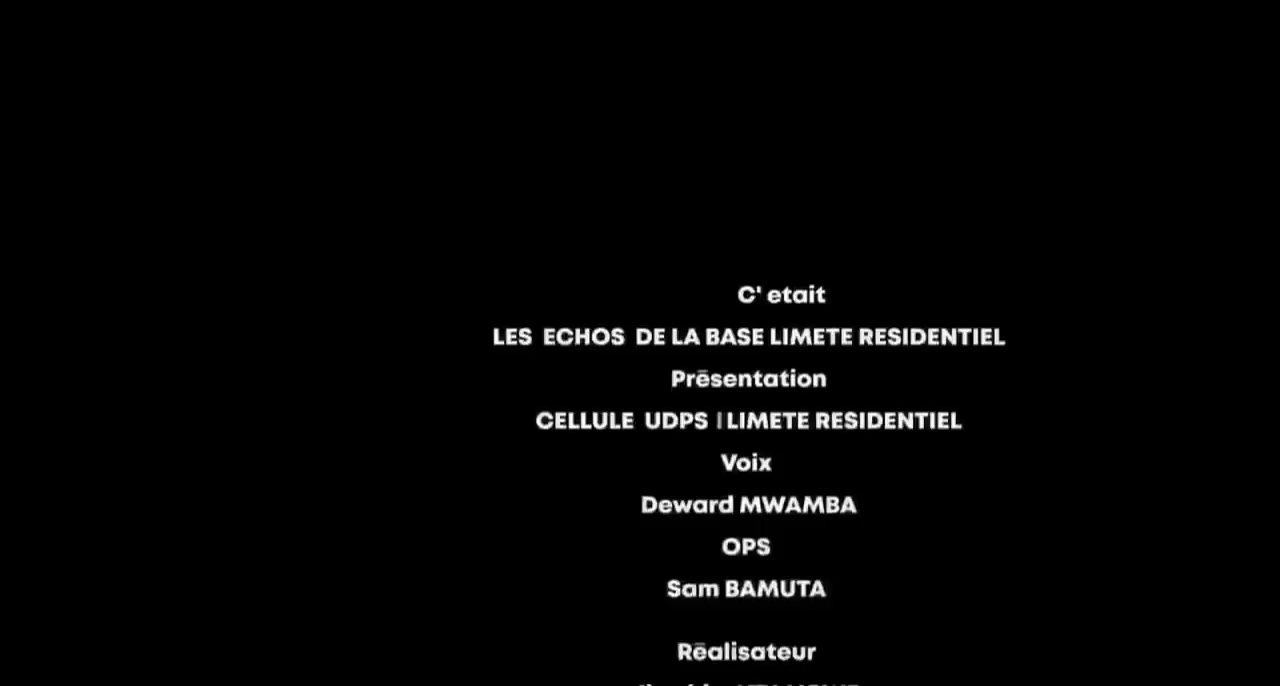 C' etait
LES ECHOS DE LA BASE LIMETE RESIDENTIEL
Prēsentation
CELLULE UDPS | LIMETE RESIDENTIEL
Voix
Deward MWAMBA
OPS
Sam BAMUTA
Rēalisateur